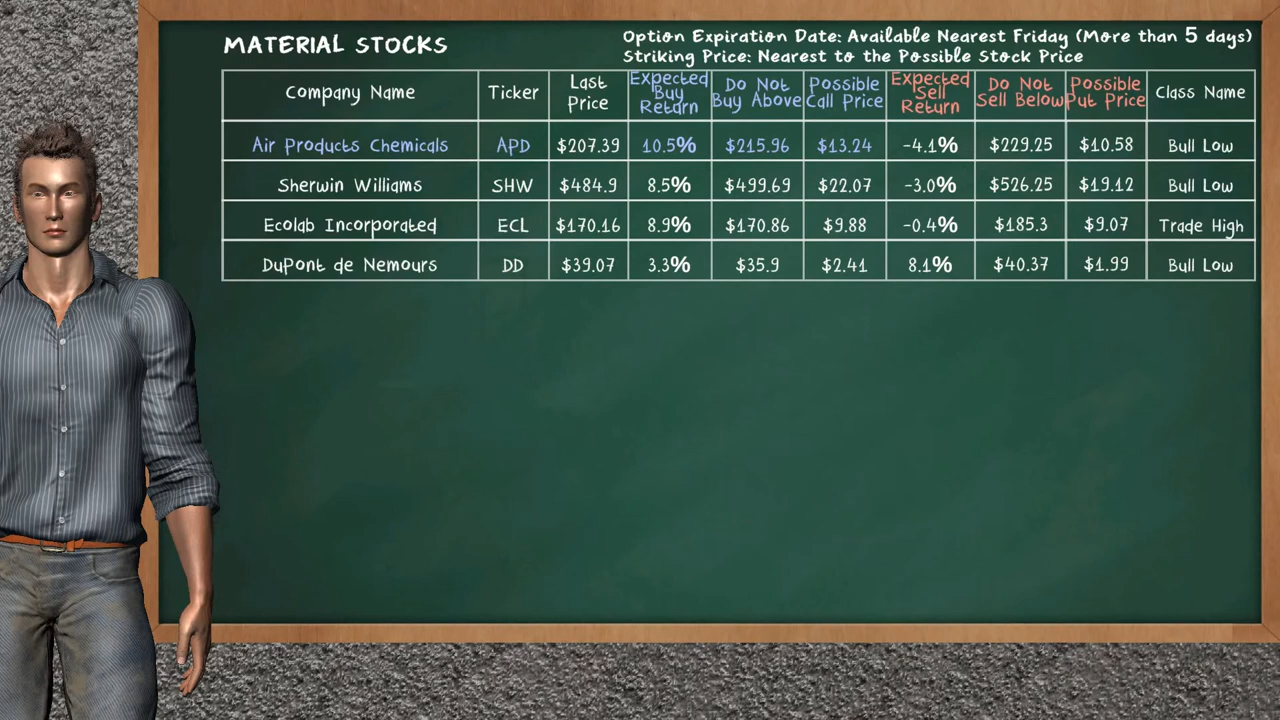 MATERIAL STOCKS
Option Expiration Date: Available Nearest Friday (More than 5 days)
Striking Price: Nearest to the Possible Stock Price
Company Name Ticker Last Price Expected Buy Return Do Not Buy Above Possible Call Price Expected Sell Return Do Not Sell Below Possible Put Price Class Name
Air Products Chemicals APD $207.39 10.5% $215.96 $13.24 -4.1% $229.25 $10.58 Bull Low
Sherwin Williams SHW $484.9 8.5% $499.69 $22.07 -3.0% $526.25 $19.12 Bull Low
Ecolab Incorporated ECL $170.16 8.9% $170.86 $9.88 -0.4% $185.3 $9.07 Trade High
DuPont de Nemours DD $39.07 3.3% $35.9 $2.41 8.1% $40.37 $1.99 Bull Low